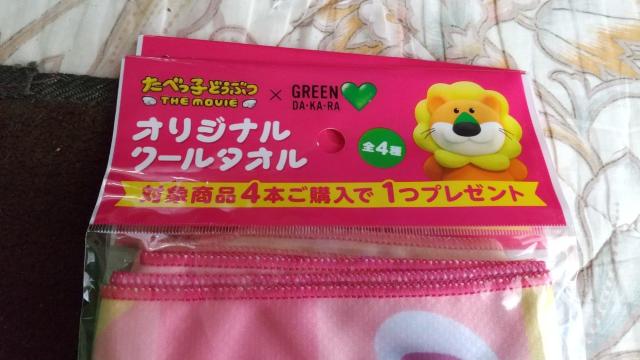 たべっ子どうぶつ
THE MOVIE
×
GREEN
DA・KA・RA
オリジナル
クールタオル
全4種
対象商品4本ご購入で1つプレゼント